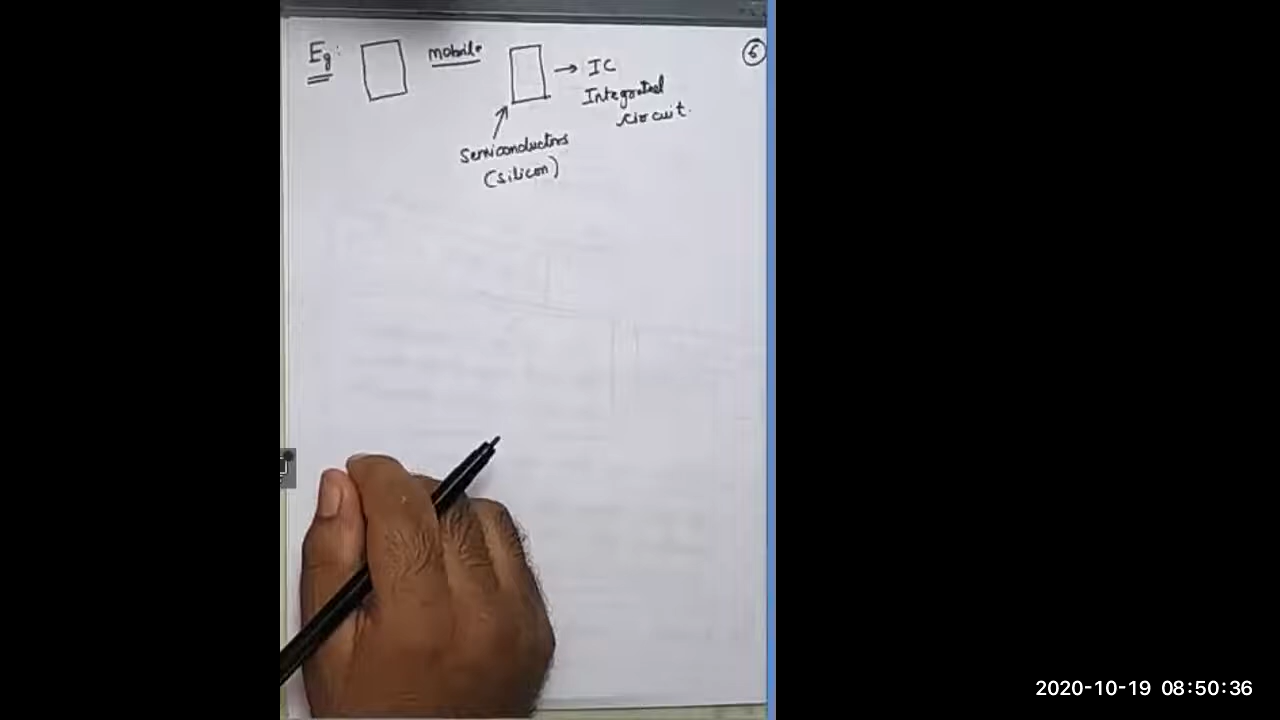 Eg: mobile → IC 6
Integrated
circuit.
Semiconductors
(silicon)
2020-10-19 08:50:36